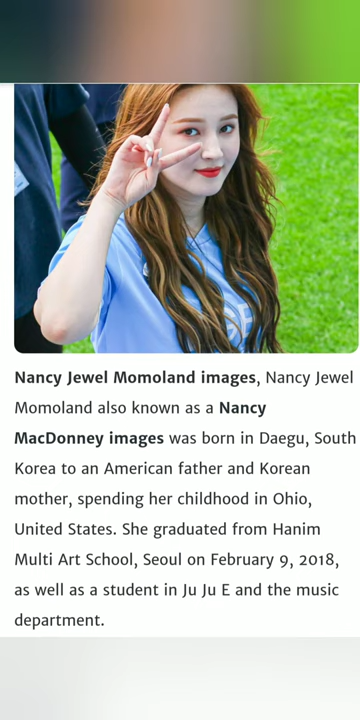 Nancy Jewel Momoland images, Nancy Jewel
Momoland also known as a Nancy
MacDonney images was born in Daegu, South
Korea to an American father and Korean
mother, spending her childhood in Ohio,
United States. She graduated from Hanim
Multi Art School, Seoul on February 9, 2018,
as well as a student in Ju Ju E and the music
department.